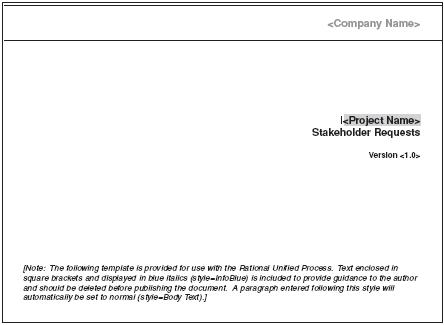 <Company Name>
<Project Name>
Stakeholder Requests
Version <1.0>
[Note: The following template is provided for use with the Rational Unified Process. Text enclosed in
square brackets and displayed in blue italics (style=InfoBlue) is included to provide guidance to the author
and should be deleted before publishing the document. A paragraph entered following this style will
automatically be set to normal (style=Body Text).]